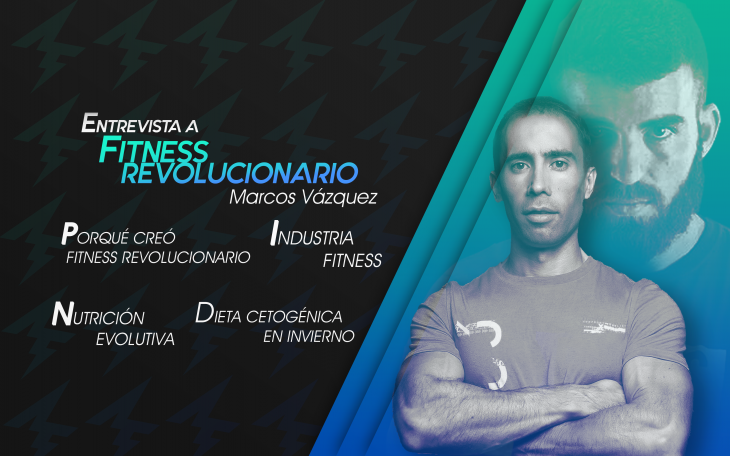 ENTREVISTA A
FITNESS
REVOLUCIONARIO
Marcos Vázquez
PORQUÉ CREÓ
FITNESS REVOLUCIONARIO
INDUSTRIA
FITNESS
NUTRICIÓN
EVOLUTIVA
DIETA CETOGÉNICA
EN INVIERNO